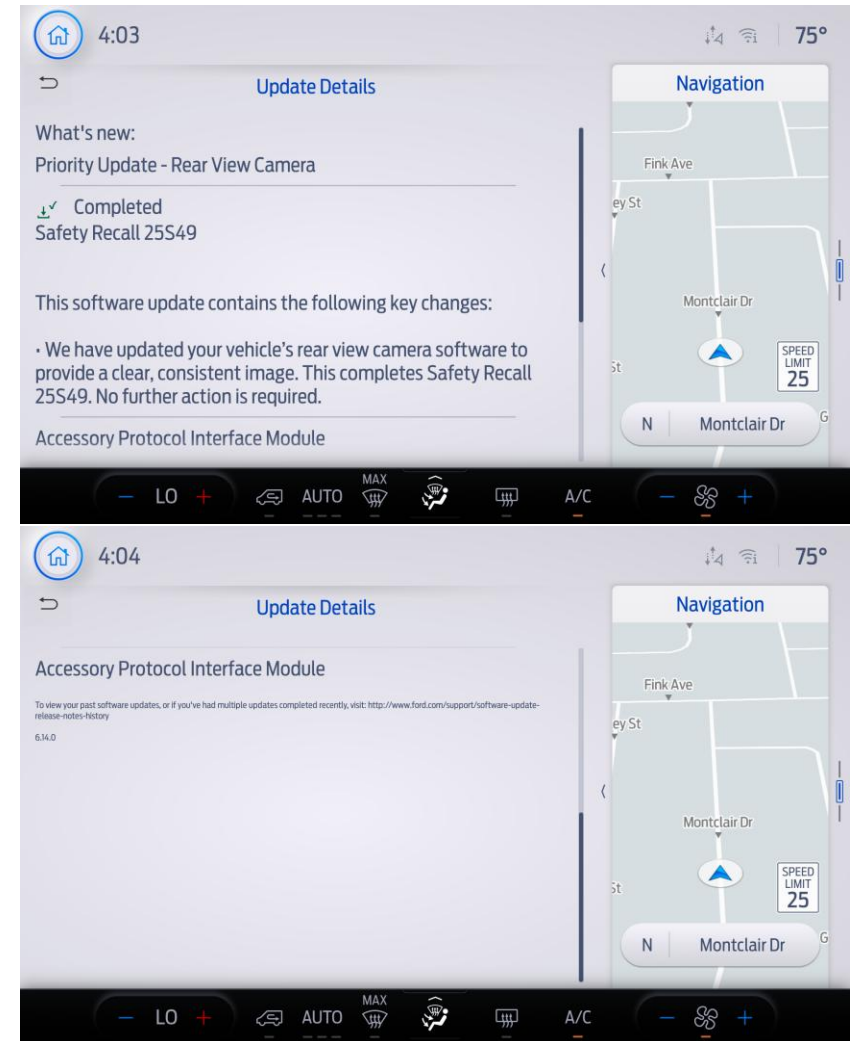 4:03
75°
Update Details
Navigation
What's new:
Priority Update - Rear View Camera
Completed
Safety Recall 25S49
This software update contains the following key changes:
· We have updated your vehicle's rear view camera software to
provide a clear, consistent image. This completes Safety Recall
25S49. No further action is required.
Accessory Protocol Interface Module
Fink Ave
ey St
Montclair Dr
St
SPEED
LIMIT
25
N Montclair Dr
G
LO
AUTO
MAX
A/C
4:04
75°
Update Details
Navigation
Accessory Protocol Interface Module
To view your past software updates, or if you've had multiple updates completed recently, visit: http://www.ford.com/support/software-update-
release-notes-history
6.14.0
Fink Ave
ey St
Montclair Dr
St
SPEED
LIMIT
25
N Montclair Dr
G
LO
AUTO
MAX
A/C